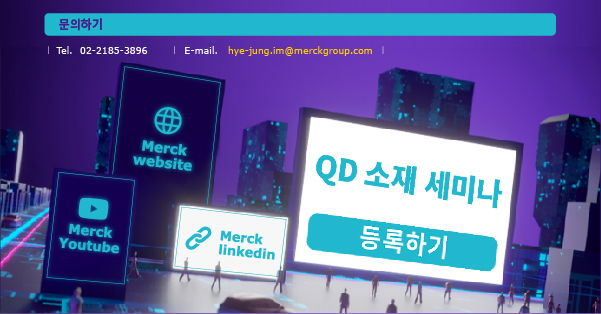 문의하기
Tel. 02-2185-3896
E-mail. hye-jung.im@merckgroup.com
Merck
website
QD 소재 세미나
등록하기
Merck
Youtube
Merck
linkedin